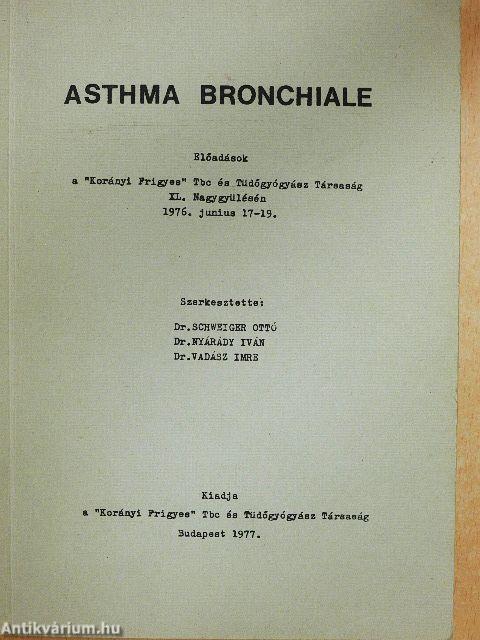 ASTHMA BRONCHIALE
Előadások
a "Korányi Frigyes" Tbc és Tüdőgyógyász Társaság
XL. Nagygyülésén
1976. junius 17-19.
Szerkesztette:
Dr.SCHWEIGER OTTÓ
Dr.NYÁRÁDY IVÁN
Dr.VADÁSZ IMRE
Kiadja
a "Korányi Frigyes" Tbc és Tüdőgyógyász Társaság
Budapest 1977.
Antikvárium.hu